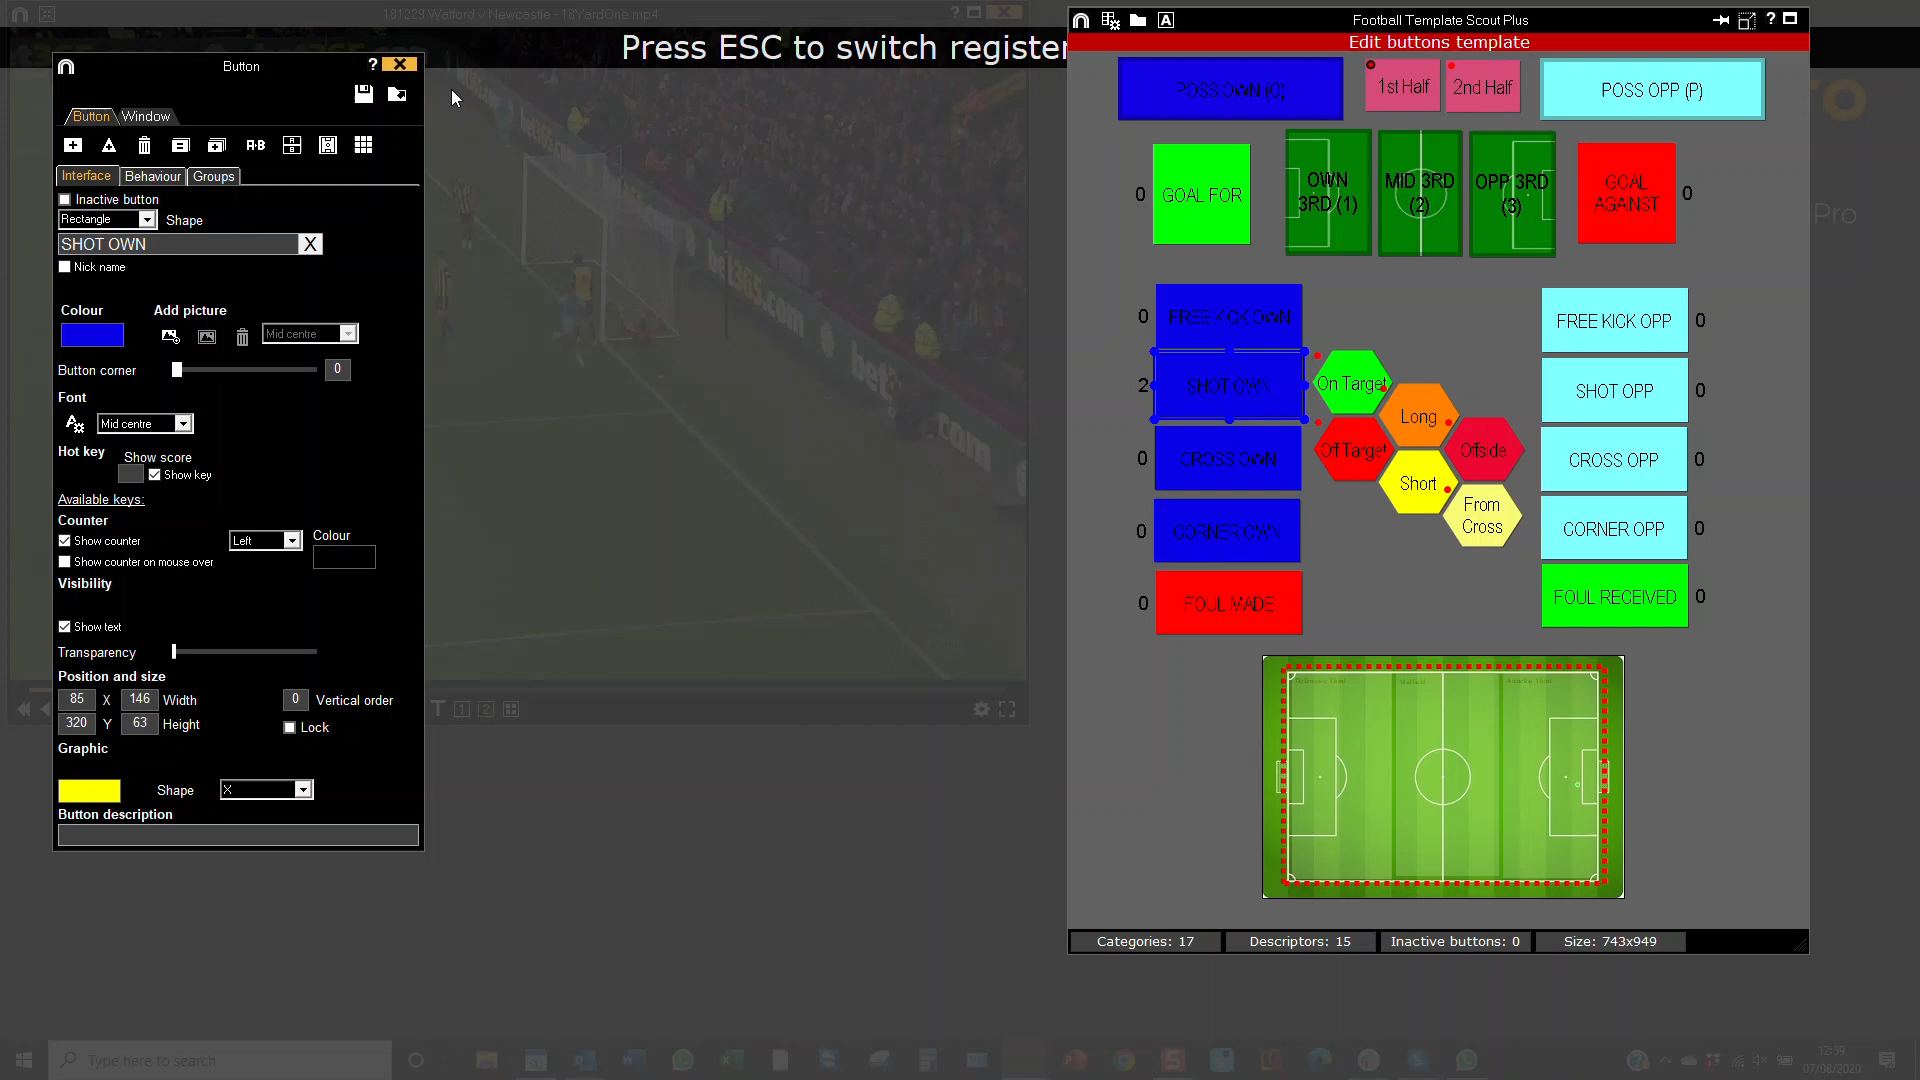 181229 Watford v Newcastle - 18YardOne.mp4
Press ESC to switch register
Football Template Scout Plus
Edit buttons template
Button
Button Window
A-B
Interface Behaviour Groups
Inactive button
Rectangle Shape
SHOT OWN X
Nick name
Colour Add picture
Mid centre
Button corner 0
Font
Mid centre
Hot key Show score
Show key
Available keys:
Counter
Show counter Left Colour
Show counter on mouse over
Visibility
Show text
Transparency
Position and size
85 X 146 Width 0 Vertical order
320 Y 63 Height Lock
Graphic
Shape X
Button description
POSS OWN (O) 1st Half 2nd Half POSS OPP (P)
0 GOAL FOR OWN 3RD (1) MID 3RD (2) OPP 3RD (3) GOAL AGAINST 0
0 FREE KICK OWN FREE KICK OPP 0
2 SHOT OWN On Target Long SHOT OPP 0
0 CROSS OWN Off Target Offside CROSS OPP 0
Short
From Cross
0 CORNER OWN CORNER OPP 0
0 FOUL MADE FOUL RECEIVED 0
Categories: 17 Descriptors: 15 Inactive buttons: 0 Size: 743x949
bet365.com
Pro
Type here to search
12:59
07/08/2020